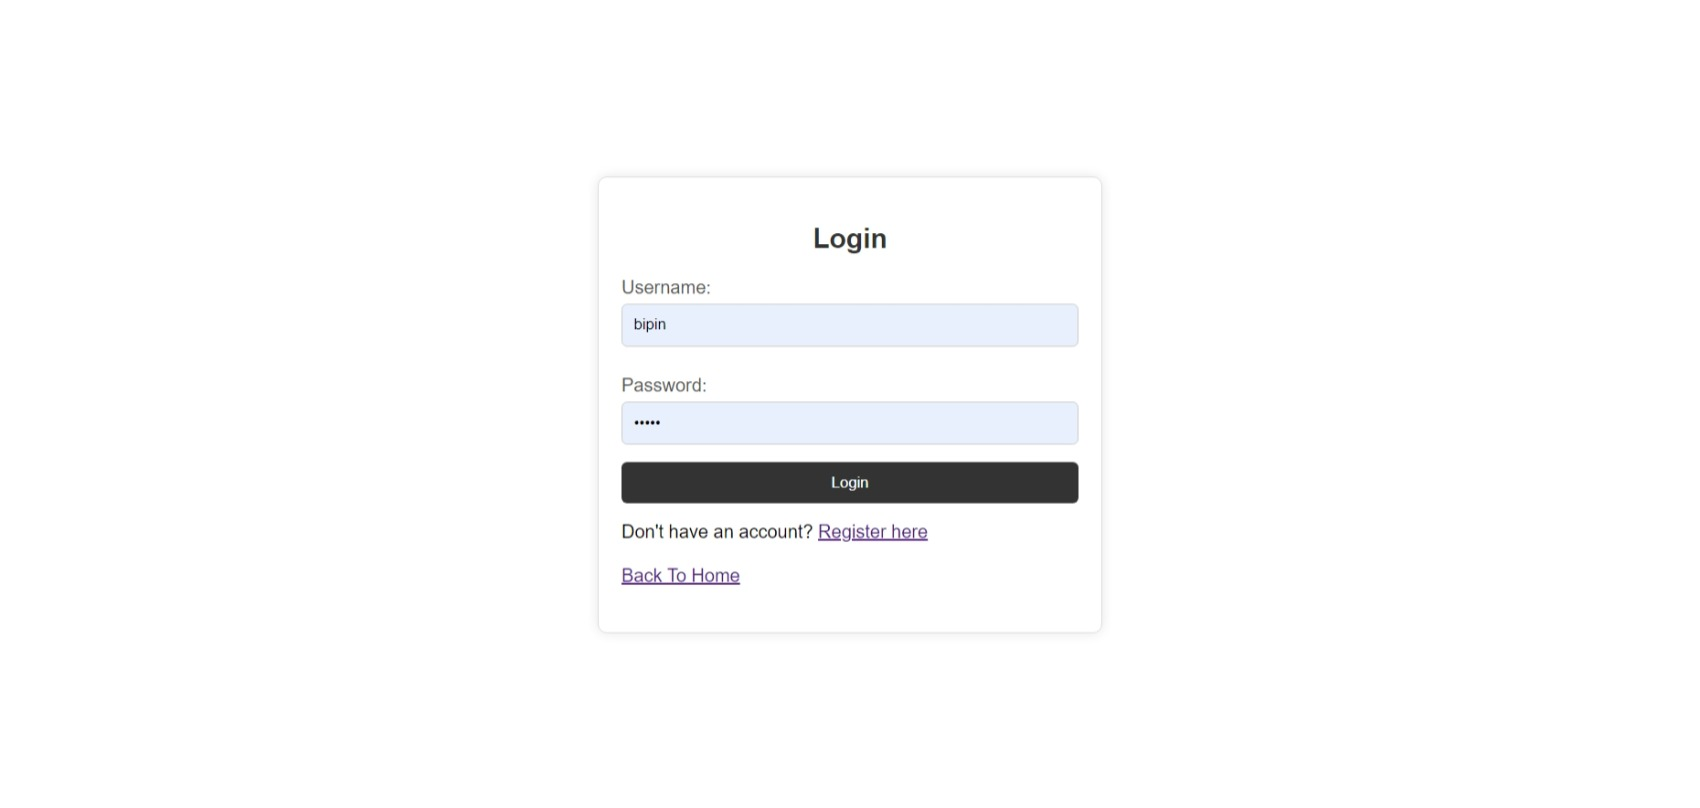 Login
Username:
bipin
Password:
•••••
Login
Don't have an account? Register here
Back To Home